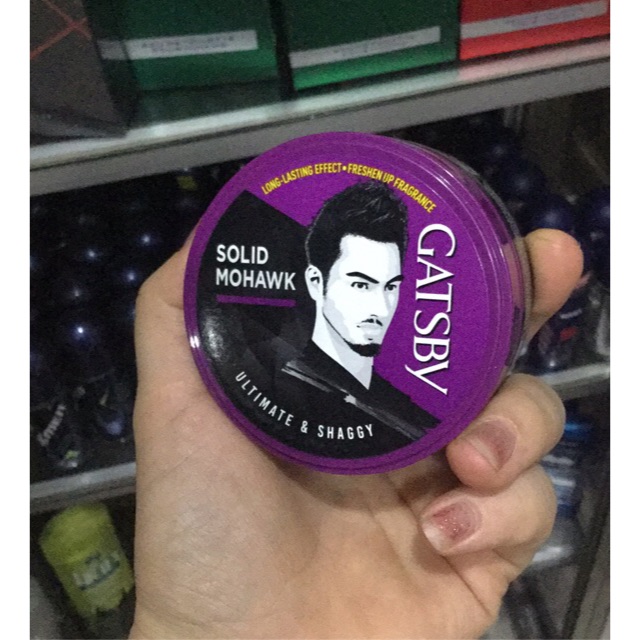 LONG-LASTING EFFECT • FRESHEN UP FRAGRANCE
GATSBY
SOLID
MOHAWK
ULTIMATE & SHAGGY